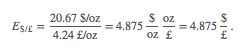 E$/£ = 20.67 $/oz / 4.24 £/oz = 4.875 $ oz / oz £ = 4.875 $ / £ .